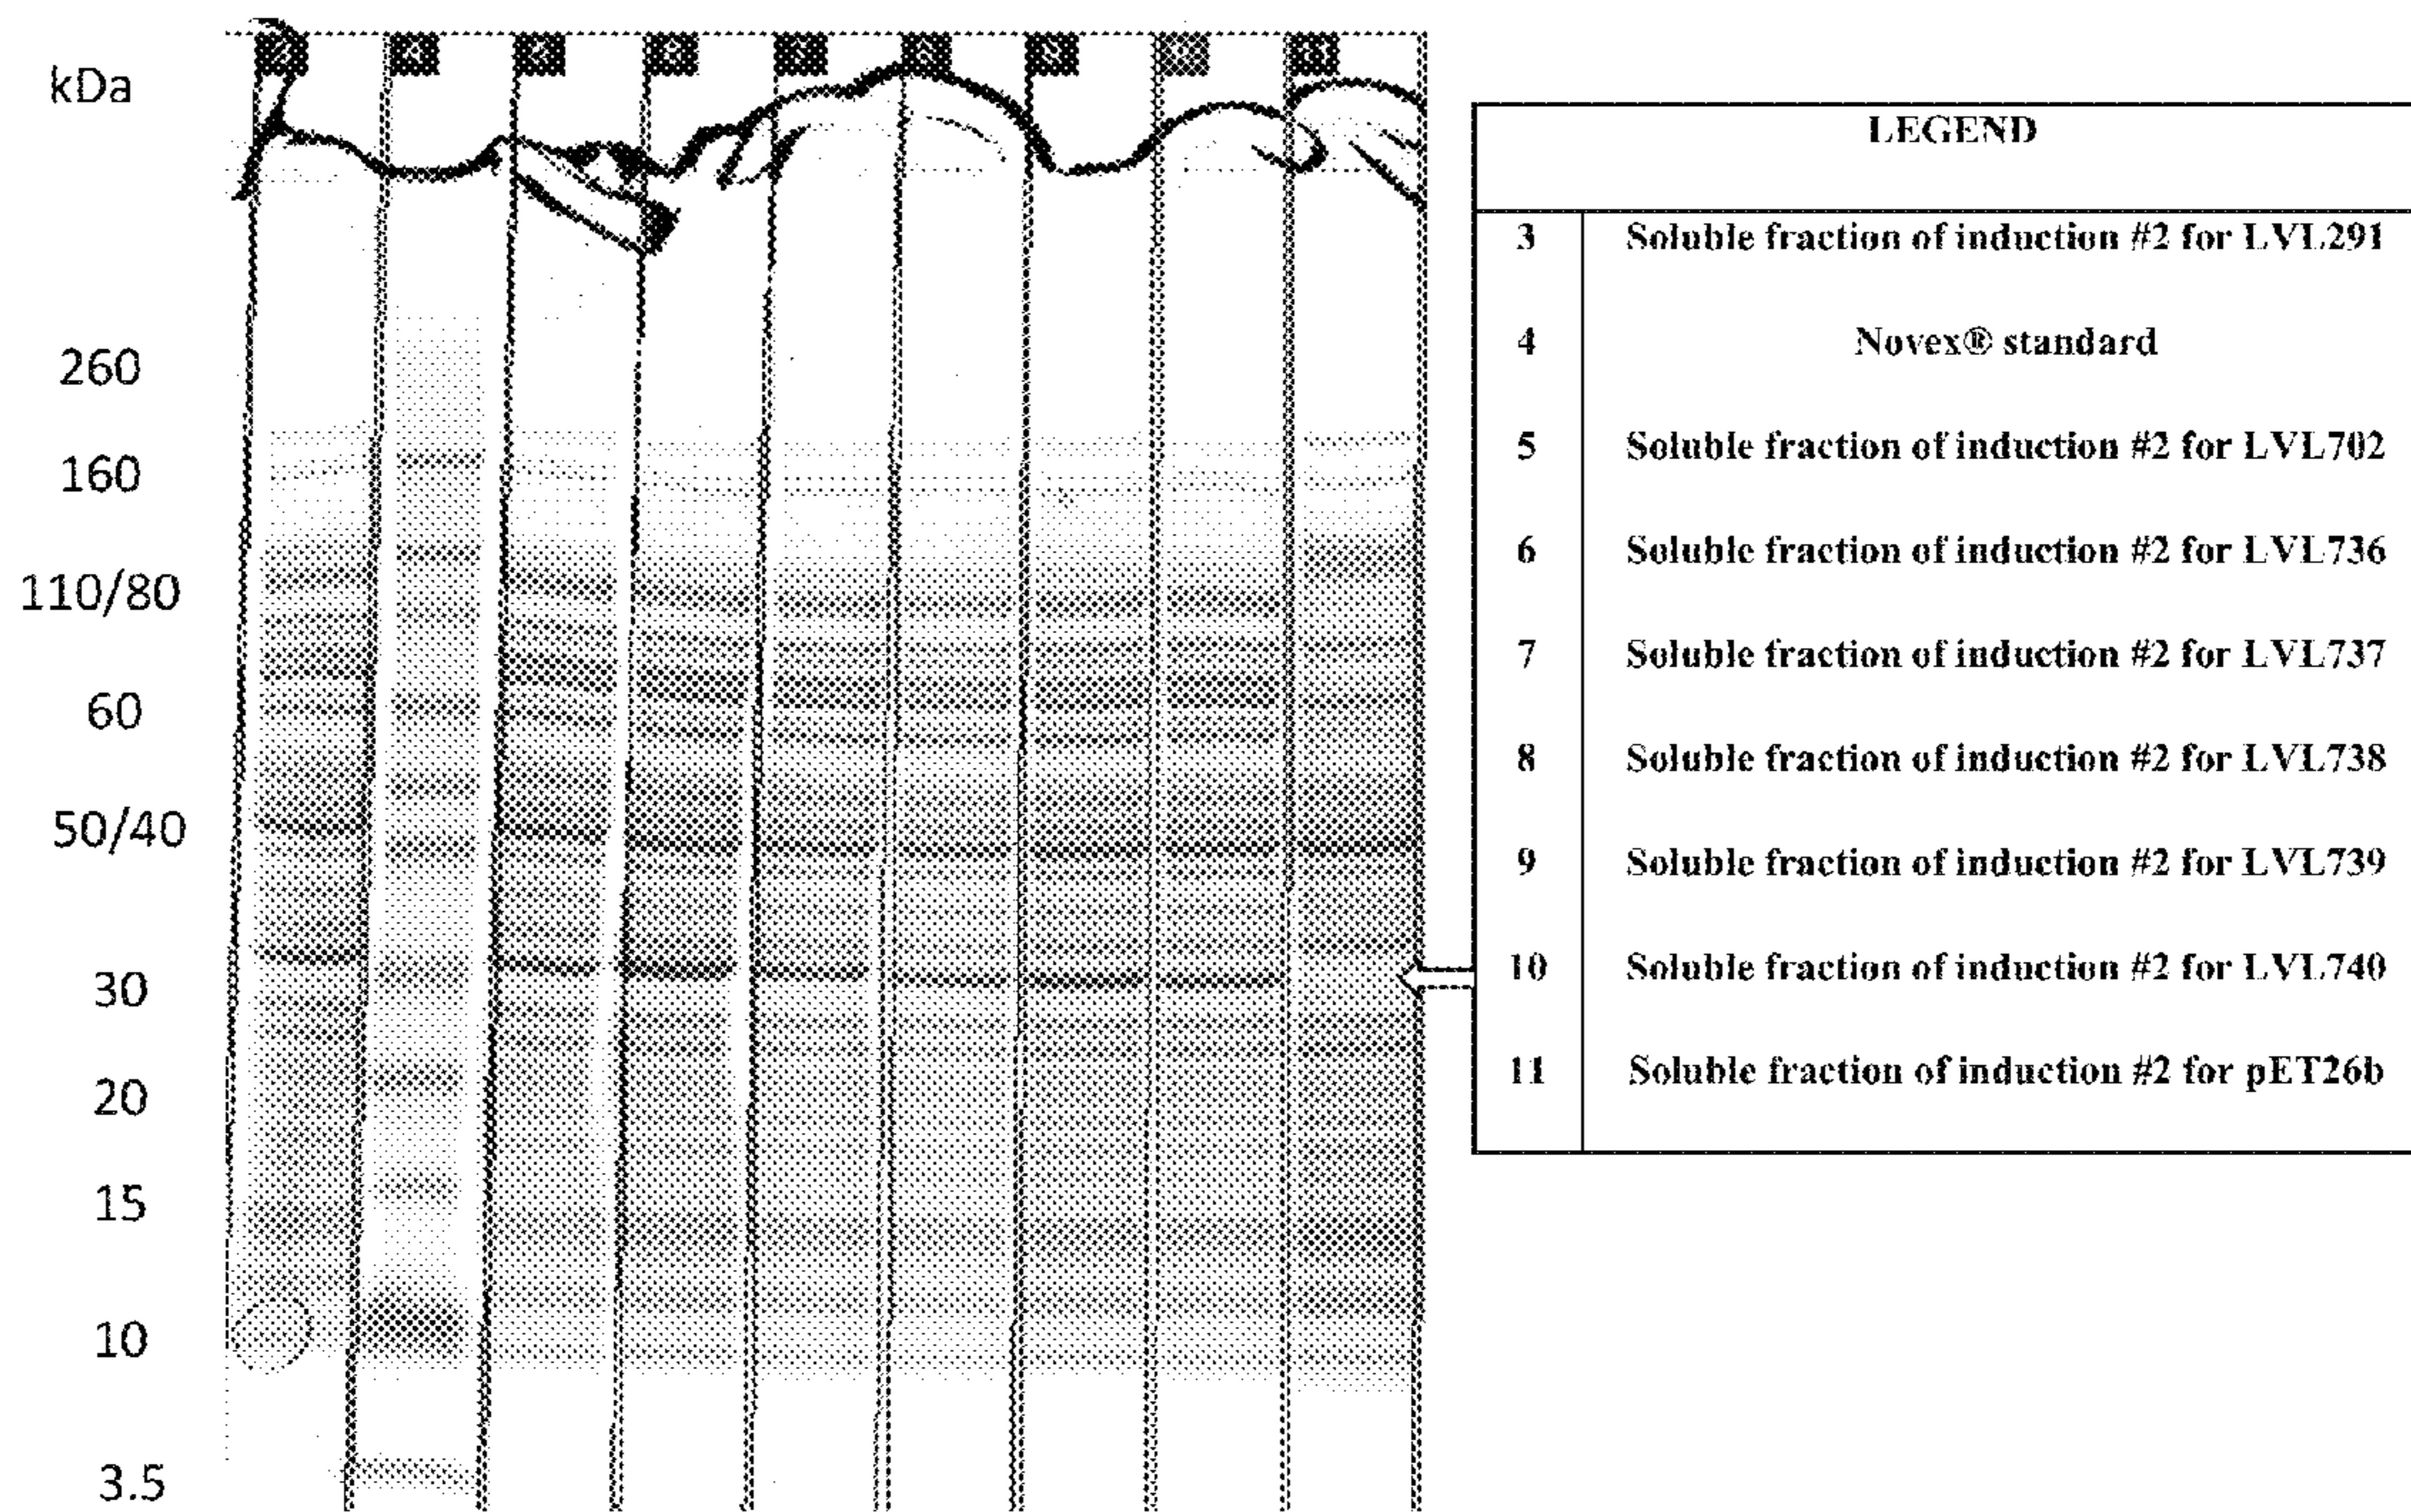 kDa
260
160
110/80
60
50/40
30
20
15
10
3.5
LEGEND
3 Soluble fraction of induction #2 for LVL291
4 Novex® standard
5 Soluble fraction of induction #2 for LVL702
6 Soluble fraction of induction #2 for LVL736
7 Soluble fraction of induction #2 for LVL737
8 Soluble fraction of induction #2 for LVL738
9 Soluble fraction of induction #2 for LVL739
10 Soluble fraction of induction #2 for LVL740
11 Soluble fraction of induction #2 for pET26b